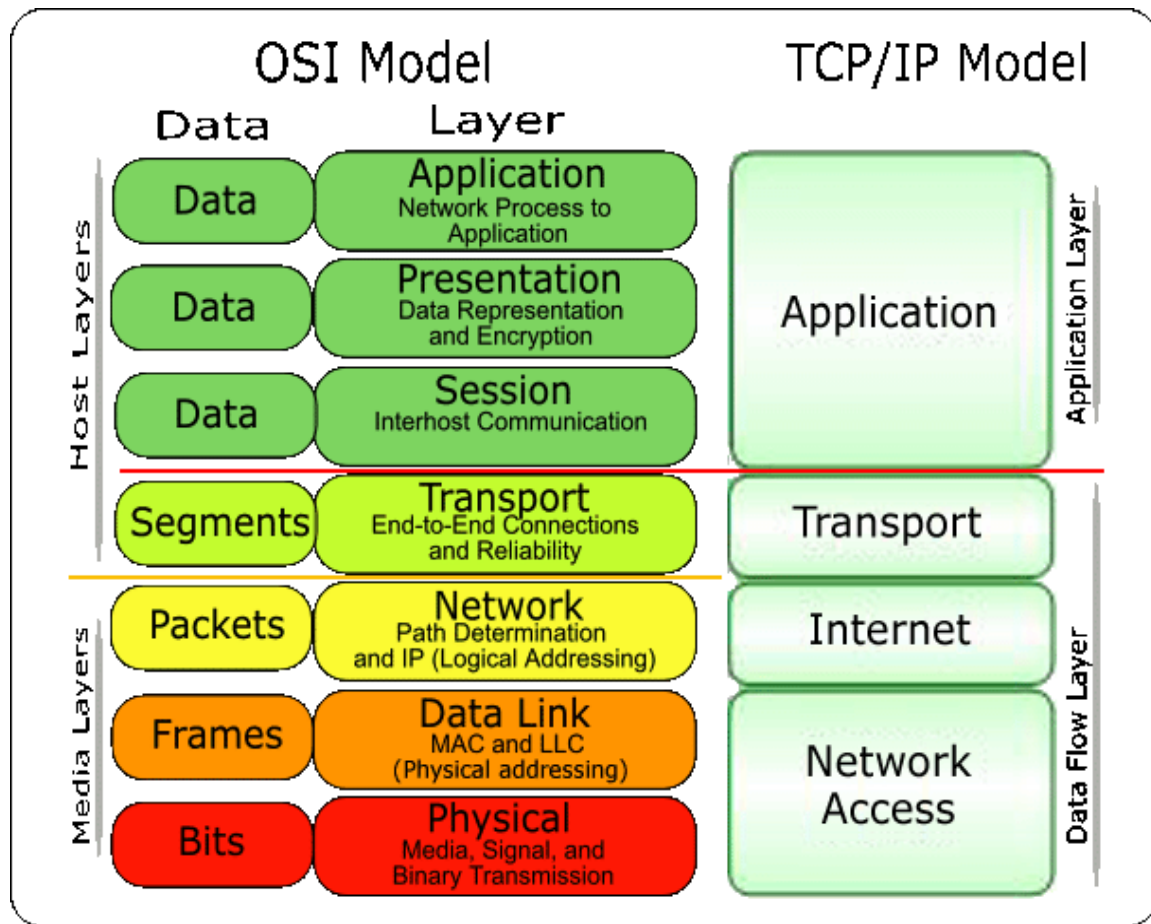 OSI Model
TCP/IP Model
Data
Layer
Host Layers
Data
Application
Network Process to
Application
Data
Presentation
Data Representation
and Encryption
Data
Session
Interhost Communication
Segments
Transport
End-to-End Connections
and Reliability
Media Layers
Packets
Network
Path Determination
and IP (Logical Addressing)
Frames
Data Link
MAC and LLC
(Physical addressing)
Bits
Physical
Media, Signal, and
Binary Transmission
Application
Application Layer
Transport
Internet
Network
Access
Data Flow Layer